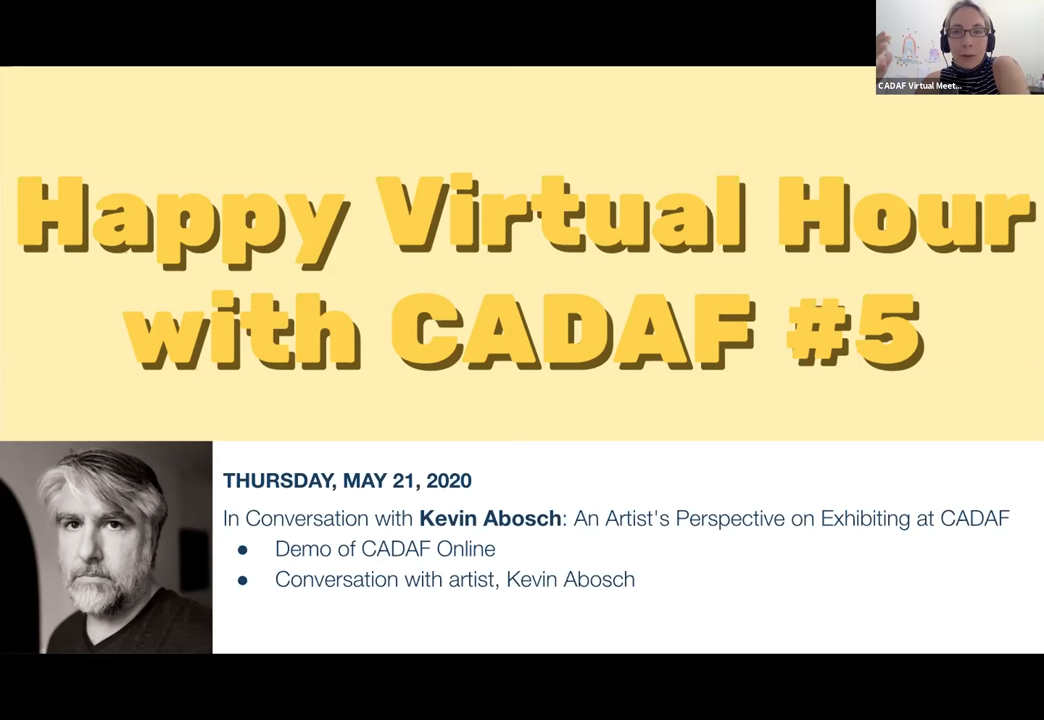 CADAF Virtual Meet...
Happy Virtual Hour
with CADAF #5
THURSDAY, MAY 21, 2020
In Conversation with Kevin Abosch: An Artist's Perspective on Exhibiting at CADAF
● Demo of CADAF Online
● Conversation with artist, Kevin Abosch